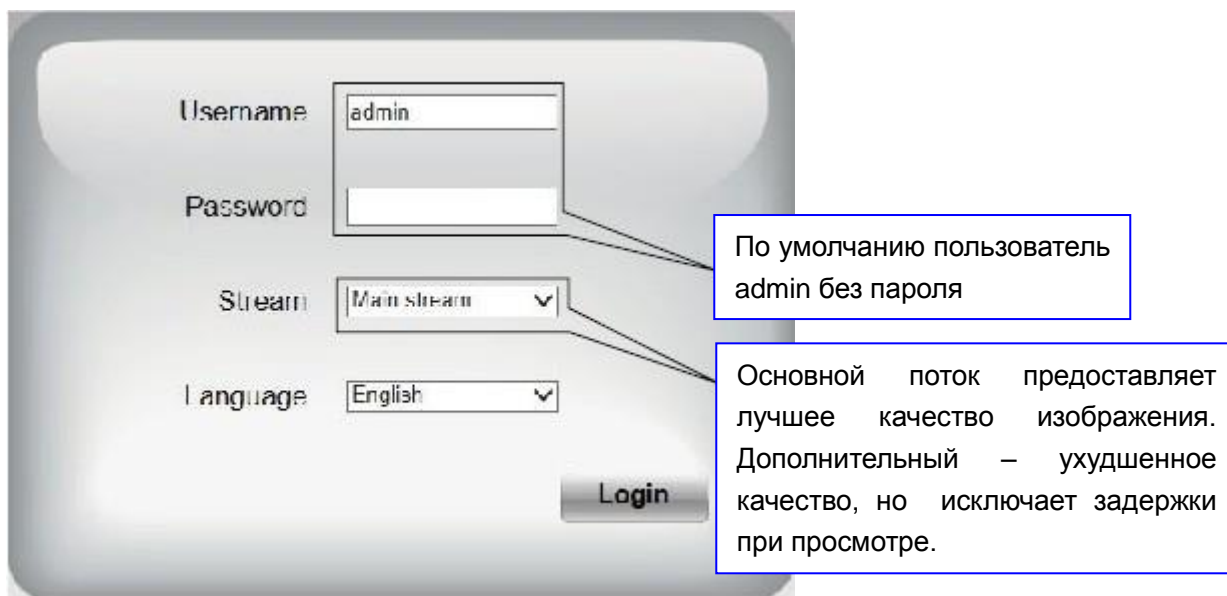 Username
admin
Password
По умолчанию пользователь
admin без пароля
Stream
Main stream
Основной поток предоставляет
лучшее качество изображения.
Дополнительный – ухудшенное
качество, но исключает задержки
при просмотре.
Language
English
Login